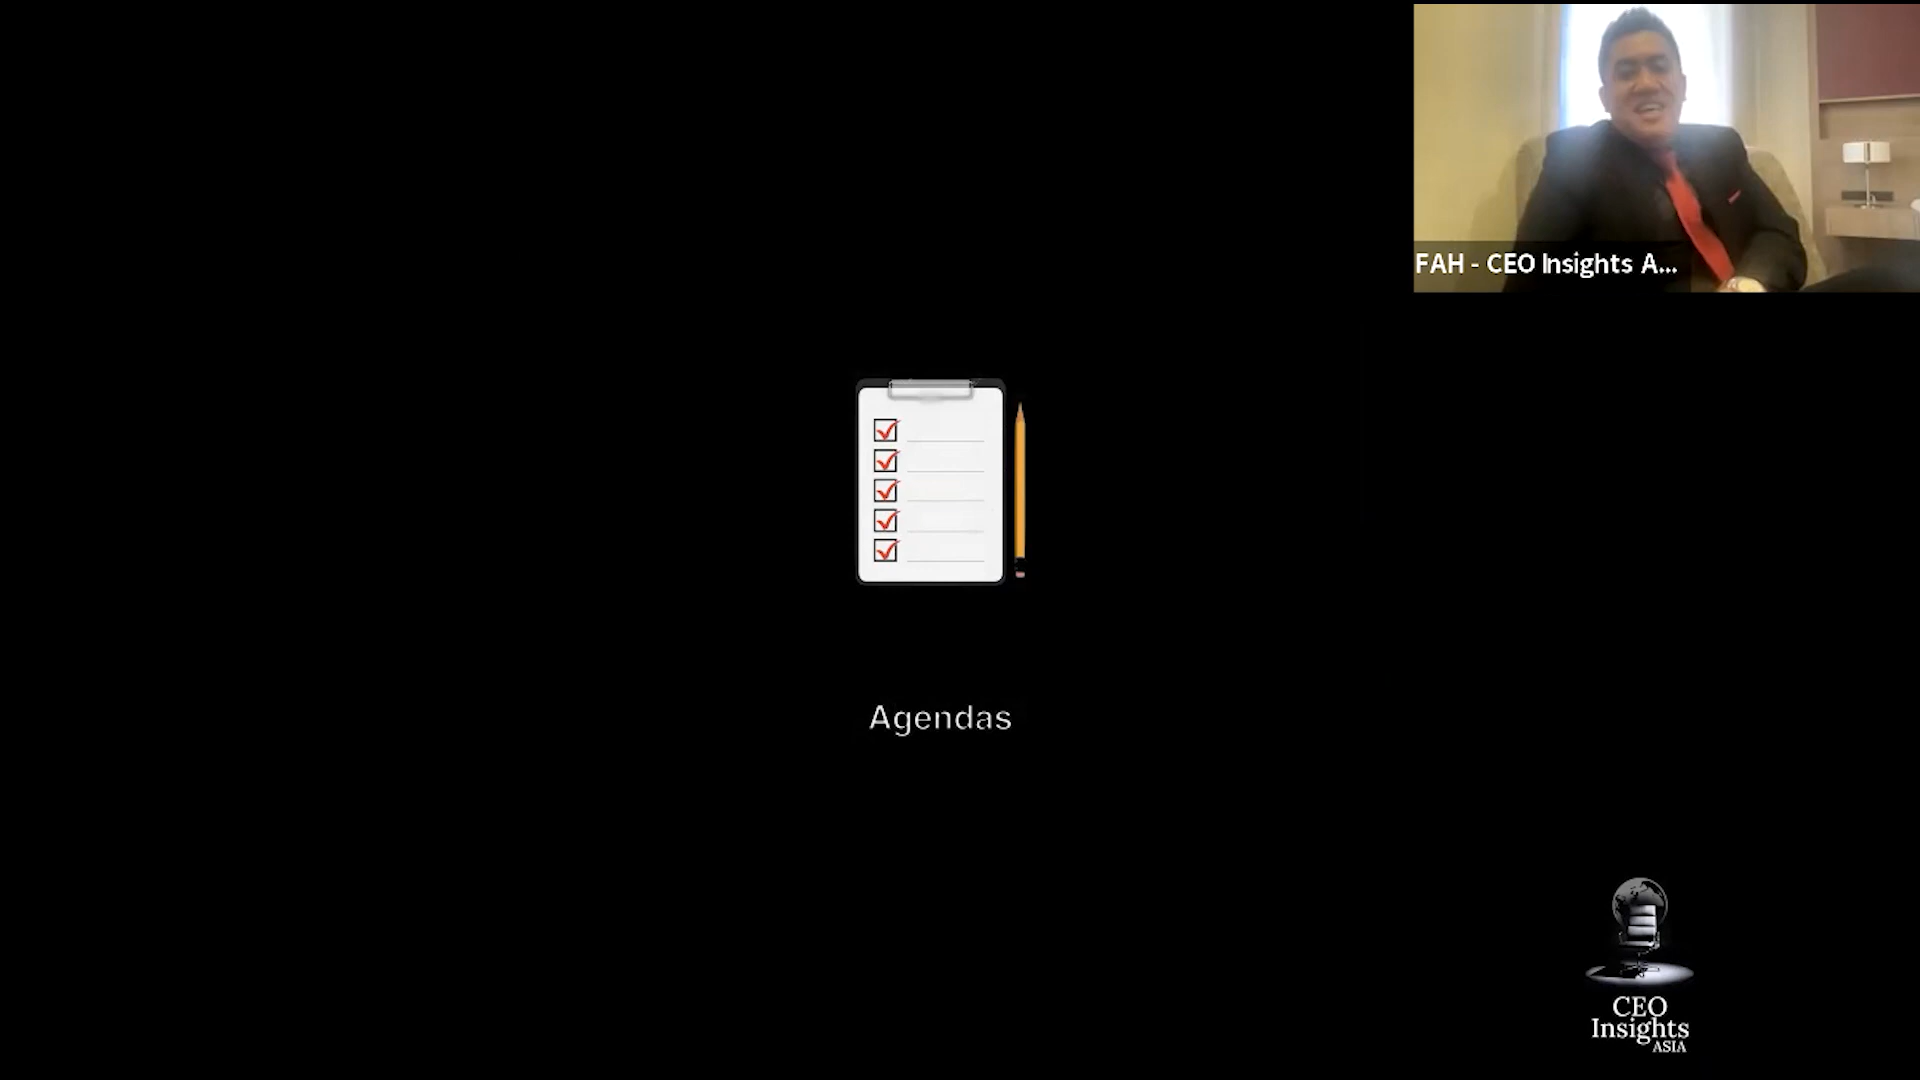 FAH - CEO Insights A...
Agendas
CEO
Insights
ASIA